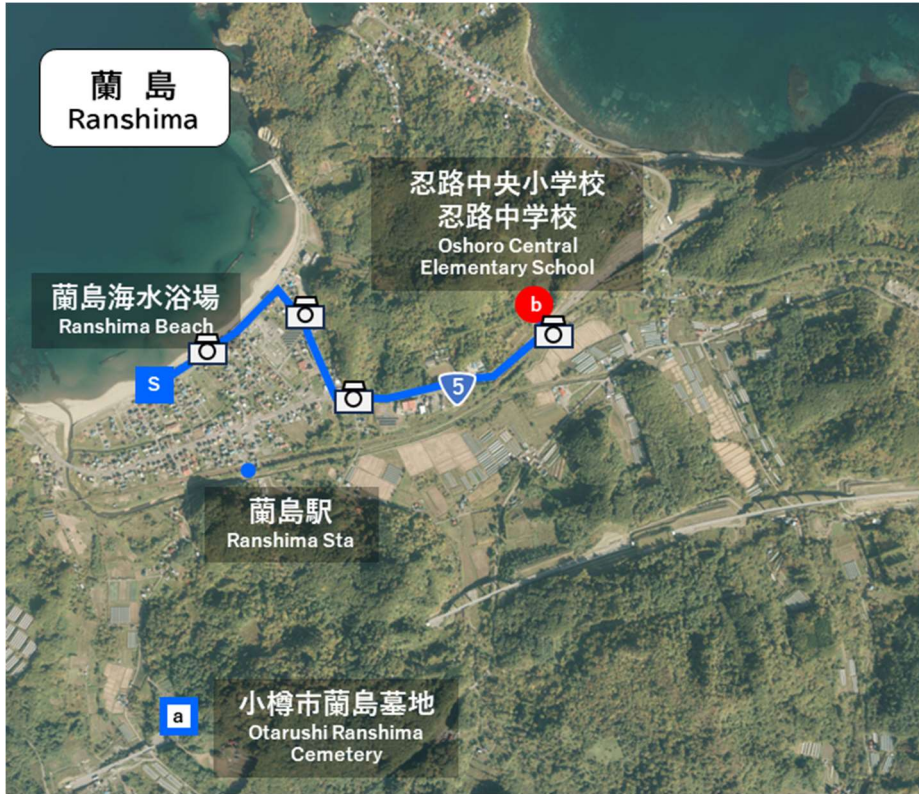 蘭島
Ranshima
忍路中央小学校
忍路中学校
Oshoro Central
Elementary School
b
蘭島海水浴場
Ranshima Beach
S
5
蘭島駅
Ranshima Sta
a
小樽市蘭島墓地
Otarushi Ranshima
Cemetery